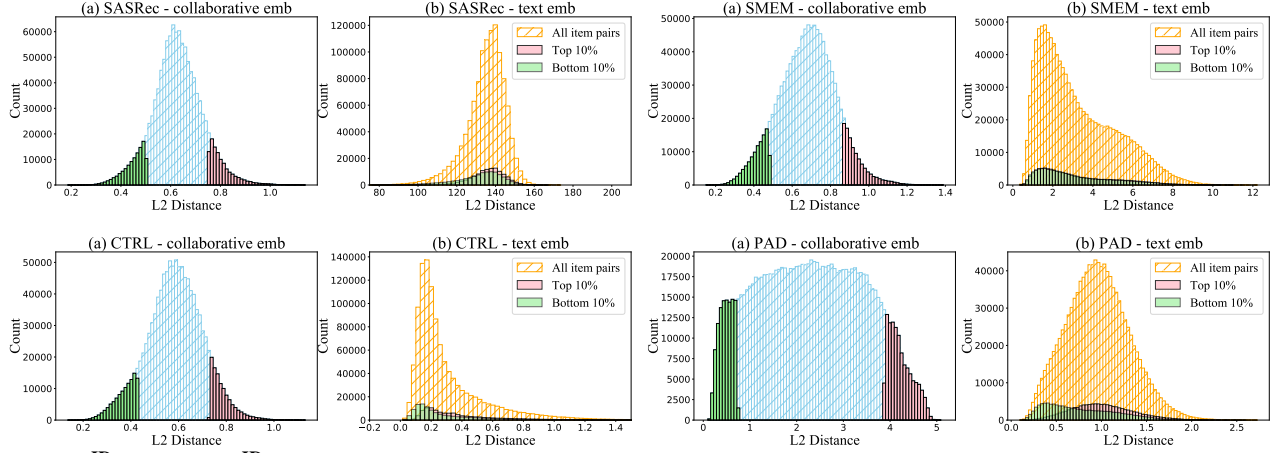 (a) SASRec - collaborative emb
60000
50000
40000
30000
20000
10000
0
Count
0.2 0.4 0.6 0.8 1.0
L2 Distance
(b) SASRec - text emb
120000
100000
80000
60000
40000
20000
0
Count
All item pairs
Top 10%
Bottom 10%
80 100 120 140 160 180 200
L2 Distance
(a) SMEM - collaborative emb
50000
40000
30000
20000
10000
0
Count
0.2 0.4 0.6 0.8 1.0 1.2 1.4
L2 Distance
(b) SMEM - text emb
50000
40000
30000
20000
10000
0
Count
All item pairs
Top 10%
Bottom 10%
0 2 4 6 8 10 12
L2 Distance
(a) CTRL - collaborative emb
50000
40000
30000
20000
10000
0
Count
0.2 0.4 0.6 0.8 1.0
L2 Distance
(b) CTRL - text emb
140000
120000
100000
80000
60000
40000
20000
0
Count
All item pairs
Top 10%
Bottom 10%
−0.2 0.0 0.2 0.4 0.6 0.8 1.0 1.2 1.4
L2 Distance
(a) PAD - collaborative emb
20000
17500
15000
12500
10000
7500
5000
2500
0
Count
0 1 2 3 4 5
L2 Distance
(b) PAD - text emb
40000
30000
20000
10000
0
Count
All item pairs
Top 10%
Bottom 10%
0.0 0.5 1.0 1.5 2.0 2.5
L2 Distance